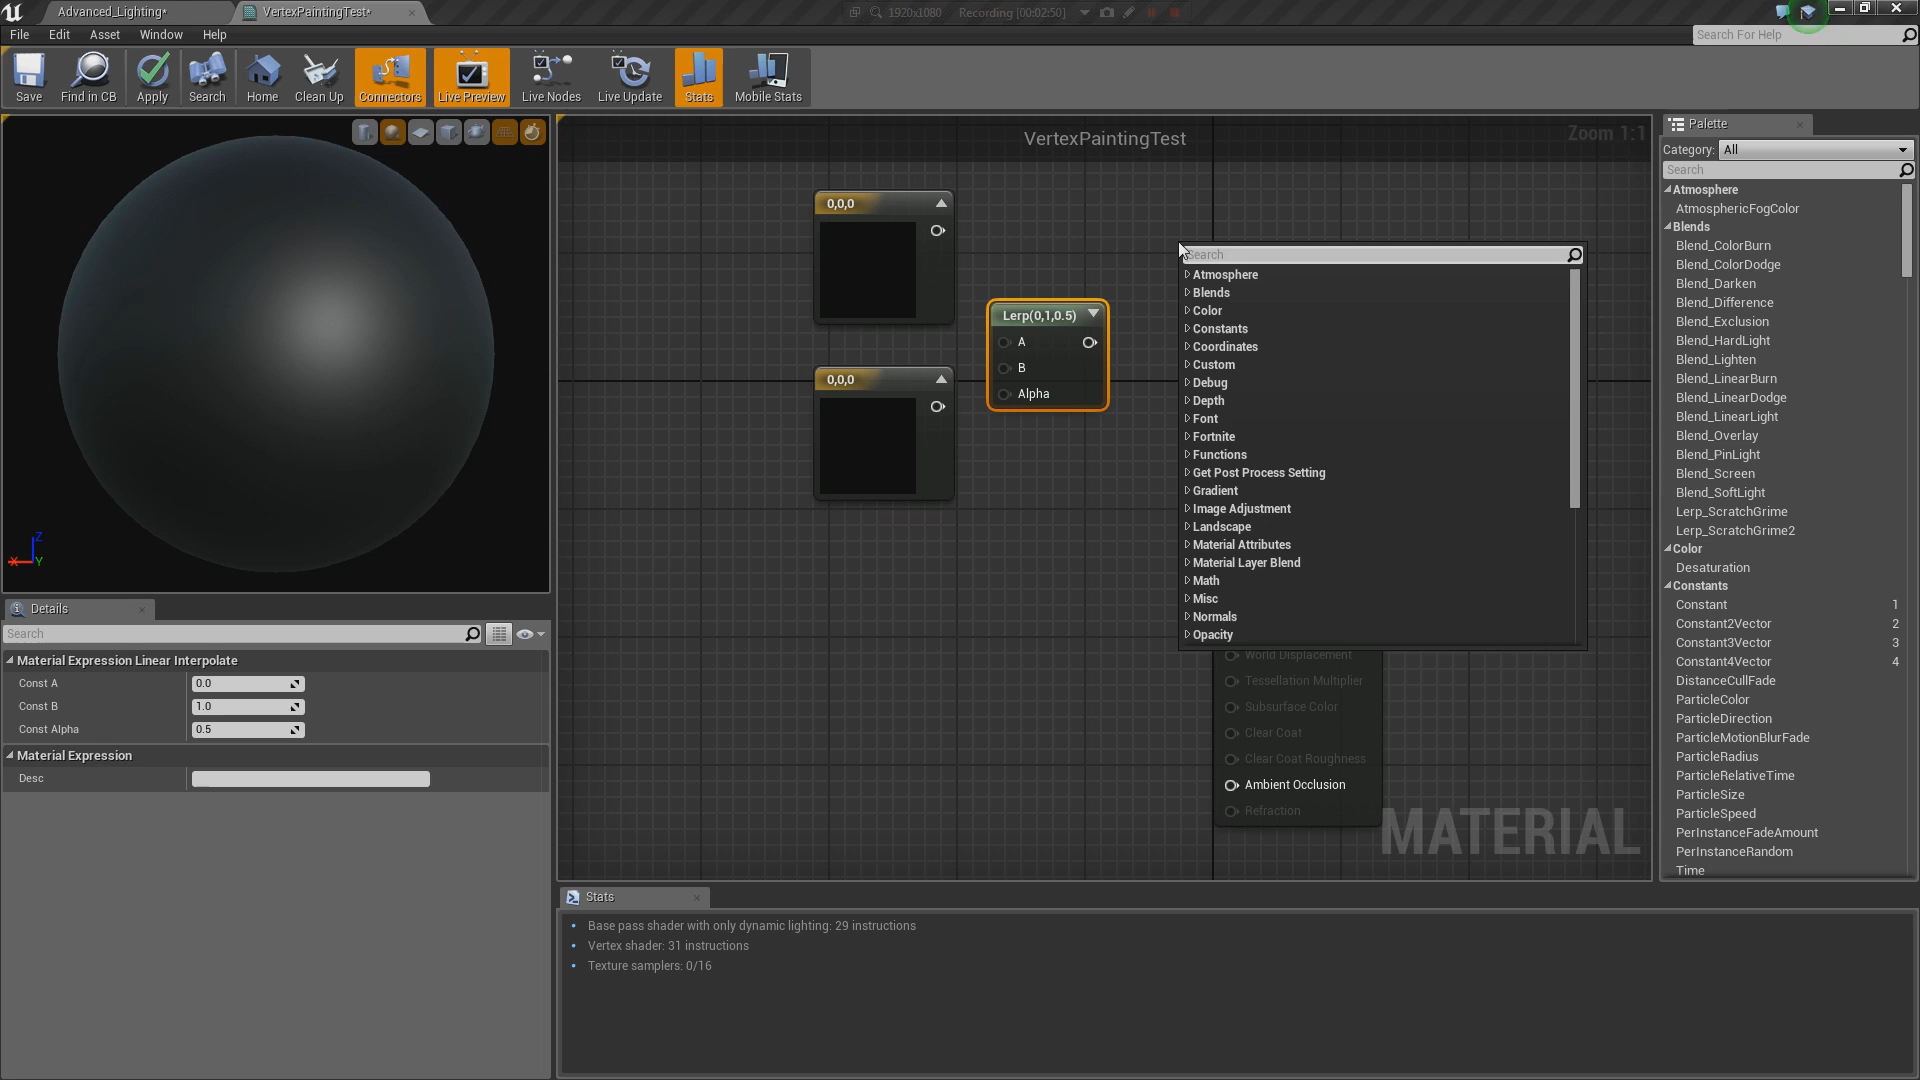 Advanced_Lighting*
VertexPaintingTest*
1920x1080
Recording [00:02:50]
File
Edit
Asset
Window
Help
Search For Help
Save
Find in CB
Apply
Search
Home
Clean Up
Connectors
Live Preview
Live Nodes
Live Update
Stats
Mobile Stats
VertexPaintingTest
Zoom 1:1
0,0,0
Lerp(0,1,0.5)
A
B
Alpha
0,0,0
Search
Atmosphere
Blends
Color
Constants
Coordinates
Custom
Debug
Depth
Font
Fortnite
Functions
Get Post Process Setting
Gradient
Image Adjustment
Landscape
Material Attributes
Material Layer Blend
Math
Misc
Normals
Opacity
World Displacement
Tessellation Multiplier
Subsurface Color
Clear Coat
Clear Coat Roughness
Ambient Occlusion
Refraction
MATERIAL
Z
X
Y
Details
Search
Material Expression Linear Interpolate
Const A 0.0
Const B 1.0
Const Alpha 0.5
Material Expression
Desc
Stats
Base pass shader with only dynamic lighting: 29 instructions
Vertex shader: 31 instructions
Texture samplers: 0/16
Palette
Category: All
Search
Atmosphere
AtmosphericFogColor
Blends
Blend_ColorBurn
Blend_ColorDodge
Blend_Darken
Blend_Difference
Blend_Exclusion
Blend_HardLight
Blend_Lighten
Blend_LinearBurn
Blend_LinearDodge
Blend_LinearLight
Blend_Overlay
Blend_PinLight
Blend_Screen
Blend_SoftLight
Lerp_ScratchGrime
Lerp_ScratchGrime2
Color
Desaturation
Constants
Constant 1
Constant2Vector 2
Constant3Vector 3
Constant4Vector 4
DistanceCullFade
ParticleColor
ParticleDirection
ParticleMotionBlurFade
ParticleRadius
ParticleRelativeTime
ParticleSize
ParticleSpeed
PerInstanceFadeAmount
PerInstanceRandom
Time